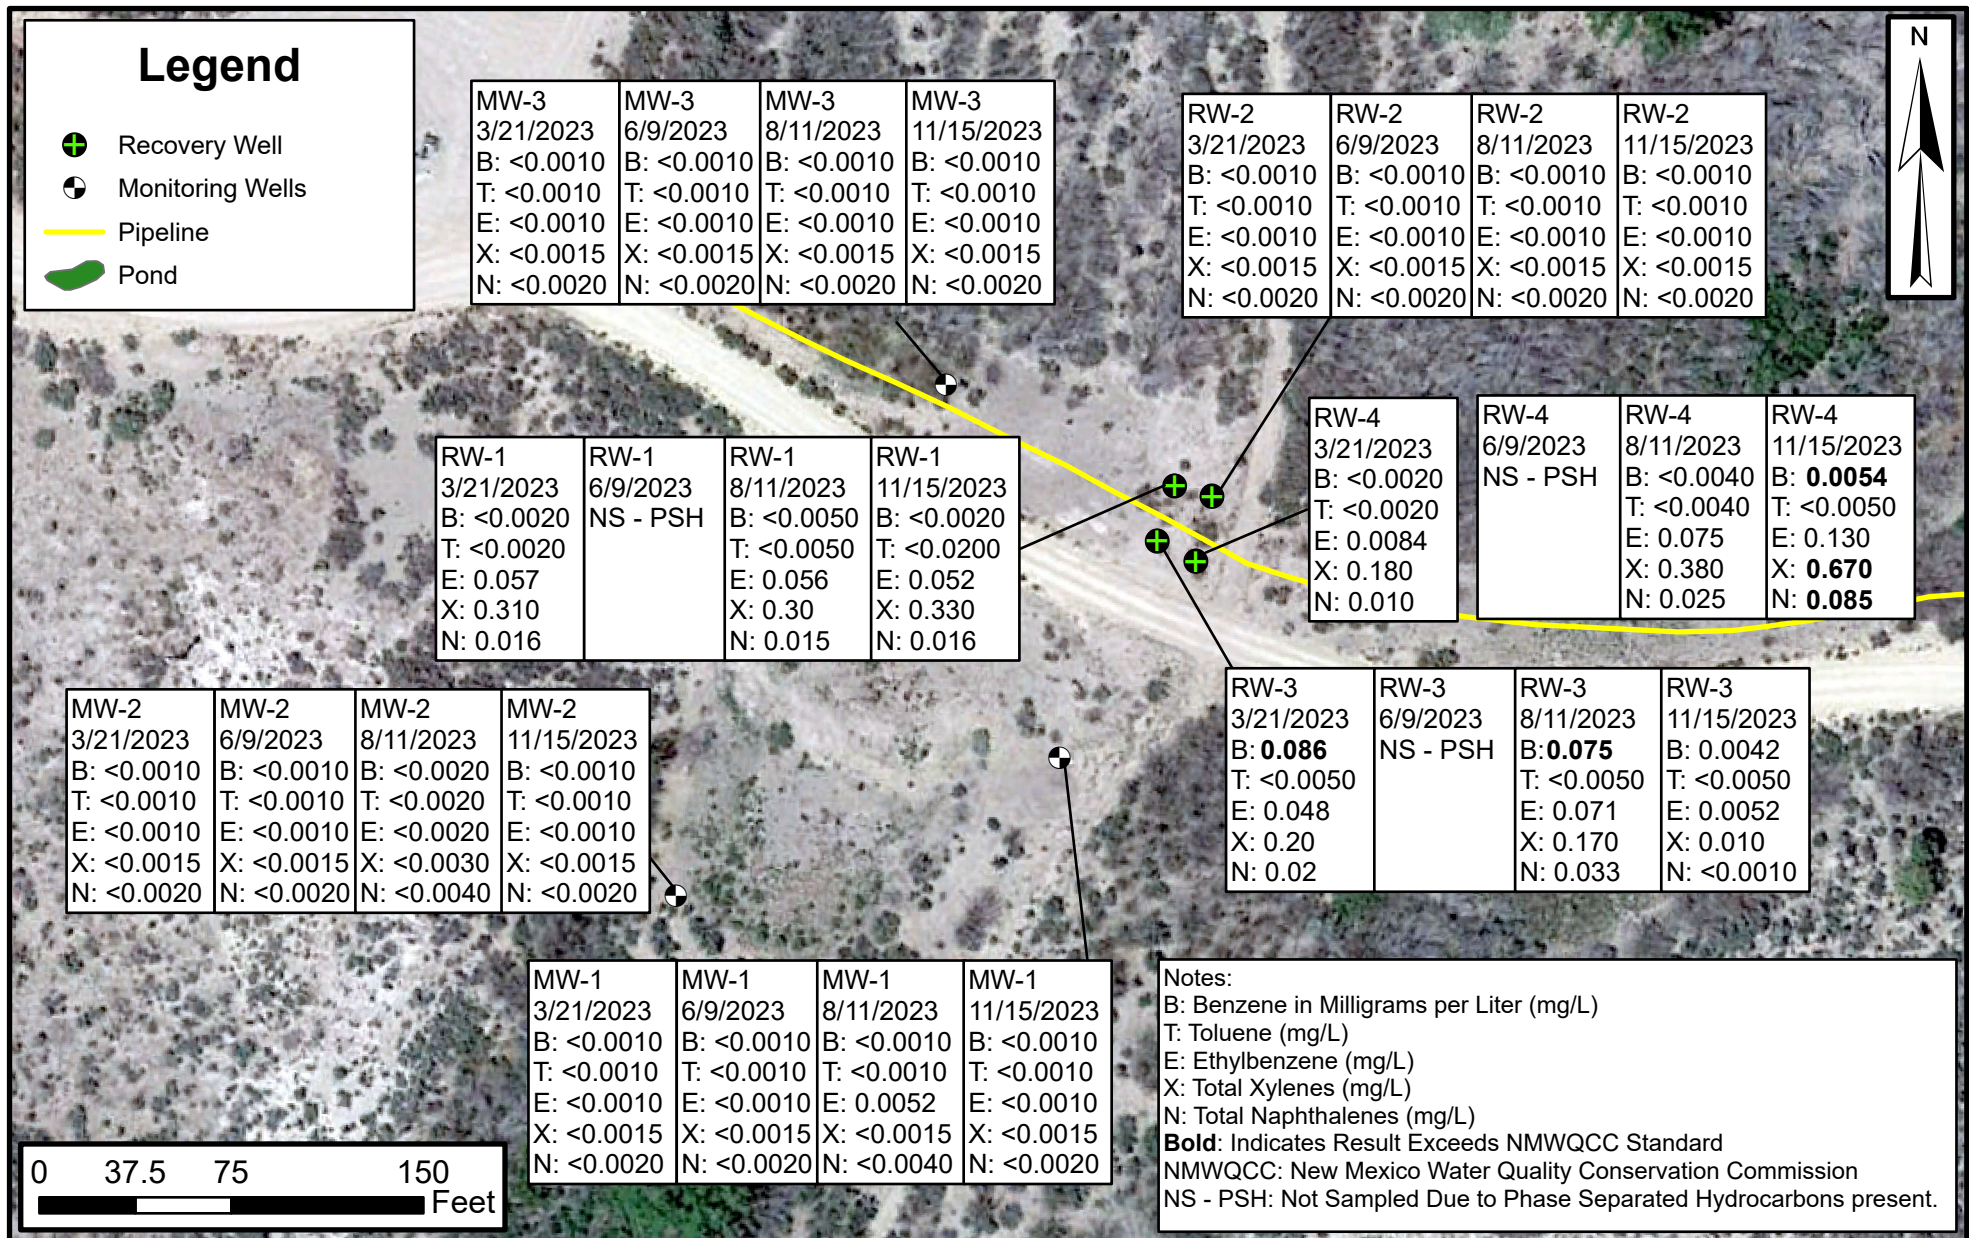 Legend
Recovery Well
Monitoring Wells
Pipeline
Pond
N
MW-3
3/21/2023
B: <0.0010
T: <0.0010
E: <0.0010
X: <0.0015
N: <0.0020
MW-3
6/9/2023
B: <0.0010
T: <0.0010
E: <0.0010
X: <0.0015
N: <0.0020
MW-3
8/11/2023
B: <0.0010
T: <0.0010
E: <0.0010
X: <0.0015
N: <0.0020
MW-3
11/15/2023
B: <0.0010
T: <0.0010
E: <0.0010
X: <0.0015
N: <0.0020
RW-2
3/21/2023
B: <0.0010
T: <0.0010
E: <0.0010
X: <0.0015
N: <0.0020
RW-2
6/9/2023
B: <0.0010
T: <0.0010
E: <0.0010
X: <0.0015
N: <0.0020
RW-2
8/11/2023
B: <0.0010
T: <0.0010
E: <0.0010
X: <0.0015
N: <0.0020
RW-2
11/15/2023
B: <0.0010
T: <0.0010
E: <0.0010
X: <0.0015
N: <0.0020
RW-1
3/21/2023
B: <0.0020
T: <0.0020
E: 0.057
X: 0.310
N: 0.016
RW-1
6/9/2023
NS - PSH
RW-1
8/11/2023
B: <0.0050
T: <0.0050
E: 0.056
X: 0.30
N: 0.015
RW-1
11/15/2023
B: <0.0020
T: <0.0200
E: 0.052
X: 0.330
N: 0.016
RW-4
3/21/2023
B: <0.0020
T: <0.0020
E: 0.0084
X: 0.180
N: 0.010
RW-4
6/9/2023
NS - PSH
RW-4
8/11/2023
B: <0.0040
T: <0.0040
E: 0.075
X: 0.380
N: 0.025
RW-4
11/15/2023
B: 0.0054
T: <0.0050
E: 0.130
X: 0.670
N: 0.085
MW-2
3/21/2023
B: <0.0010
T: <0.0010
E: <0.0010
X: <0.0015
N: <0.0020
MW-2
6/9/2023
B: <0.0010
T: <0.0010
E: <0.0010
X: <0.0015
N: <0.0020
MW-2
8/11/2023
B: <0.0020
T: <0.0020
E: <0.0020
X: <0.0030
N: <0.0040
MW-2
11/15/2023
B: <0.0010
T: <0.0010
E: <0.0010
X: <0.0015
N: <0.0020
RW-3
3/21/2023
B: 0.086
T: <0.0050
E: 0.048
X: 0.20
N: 0.02
RW-3
6/9/2023
NS - PSH
RW-3
8/11/2023
B: 0.075
T: <0.0050
E: 0.071
X: 0.170
N: 0.033
RW-3
11/15/2023
B: 0.0042
T: <0.0050
E: 0.0052
X: 0.010
N: <0.0010
MW-1
3/21/2023
B: <0.0010
T: <0.0010
E: <0.0010
X: <0.0015
N: <0.0020
MW-1
6/9/2023
B: <0.0010
T: <0.0010
E: <0.0010
X: <0.0015
N: <0.0020
MW-1
8/11/2023
B: <0.0010
T: <0.0010
E: 0.0052
X: <0.0015
N: <0.0040
MW-1
11/15/2023
B: <0.0010
T: <0.0010
E: <0.0010
X: <0.0015
N: <0.0020
Notes:
B: Benzene in Milligrams per Liter (mg/L)
T: Toluene (mg/L)
E: Ethylbenzene (mg/L)
X: Total Xylenes (mg/L)
N: Total Naphthalenes (mg/L)
Bold: Indicates Result Exceeds NMWQCC Standard
NMWQCC: New Mexico Water Quality Conservation Commission
NS - PSH: Not Sampled Due to Phase Separated Hydrocarbons present.
0 37.5 75 150
Feet